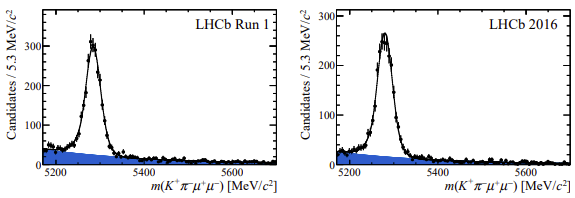 Candidates / 5.3 MeV/c²
300
200
100
0
LHCb Run 1
5200
5400
5600
m(K⁺π⁻μ⁺μ⁻) [MeV/c²]
Candidates / 5.3 MeV/c²
300
200
100
0
LHCb 2016
5200
5400
5600
m(K⁺π⁻μ⁺μ⁻) [MeV/c²]